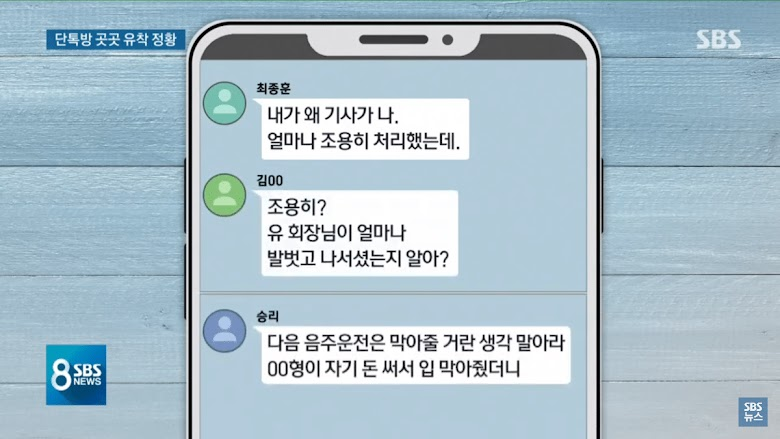 단톡방 곳곳 유착 정황
SBS
최종훈
내가 왜 기사가 나.
얼마나 조용히 처리했는데.
김00
조용히?
유 회장님이 얼마나
발벗고 나서셨는지 알아?
승리
다음 음주운전은 막아줄 거란 생각 말아라
00형이 자기 돈 써서 입 막아줬더니
8 SBS
NEWS
SBS
뉴스